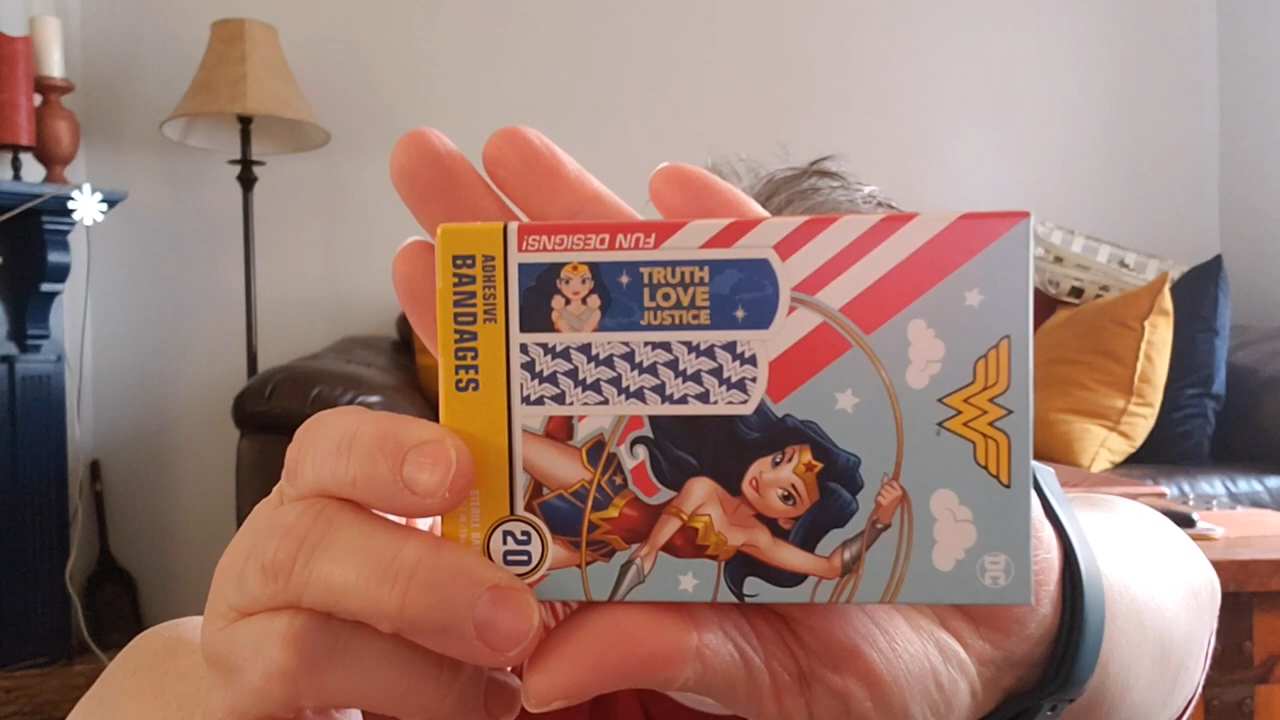 FUN DESIGNS!
TRUTH
LOVE
JUSTICE
ADHESIVE
BANDAGES
20
DC